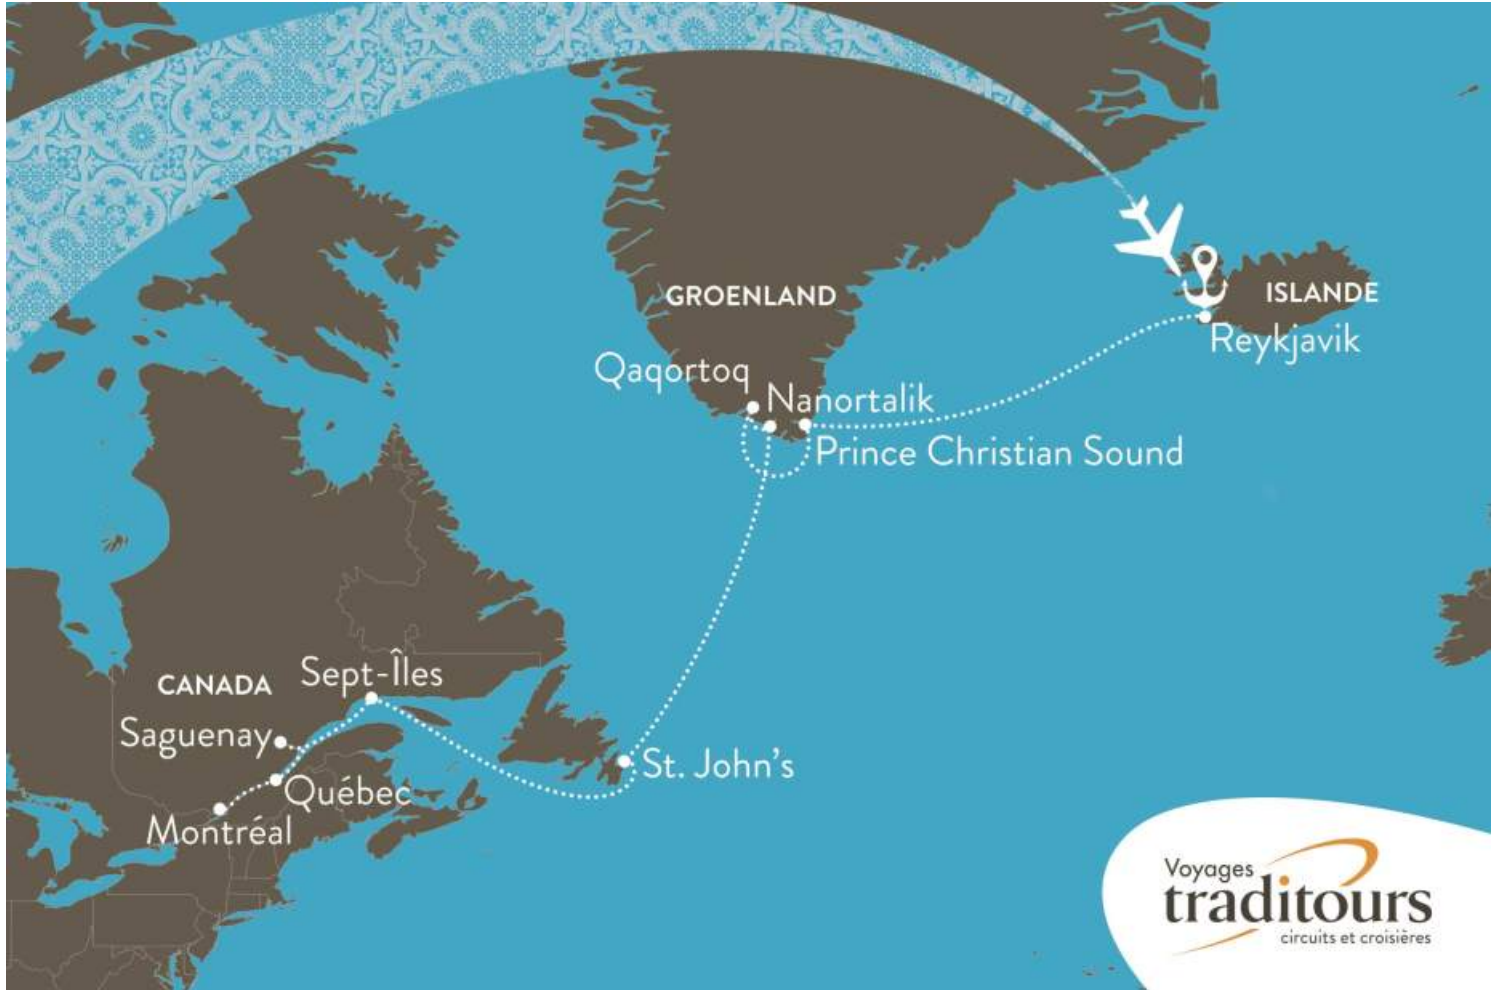 GROENLAND
ISLANDE
Reykjavik
Qaqortoq
Nanortalik
Prince Christian Sound
CANADA
Sept-Îles
Saguenay
St. John's
Québec
Montréal
Voyages
traditours
circuits et croisières